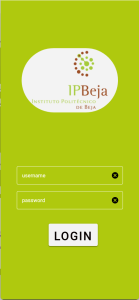 IPBeja
INSTITUTO POLITÉCNICO
DE BEJA
username
password
LOGIN